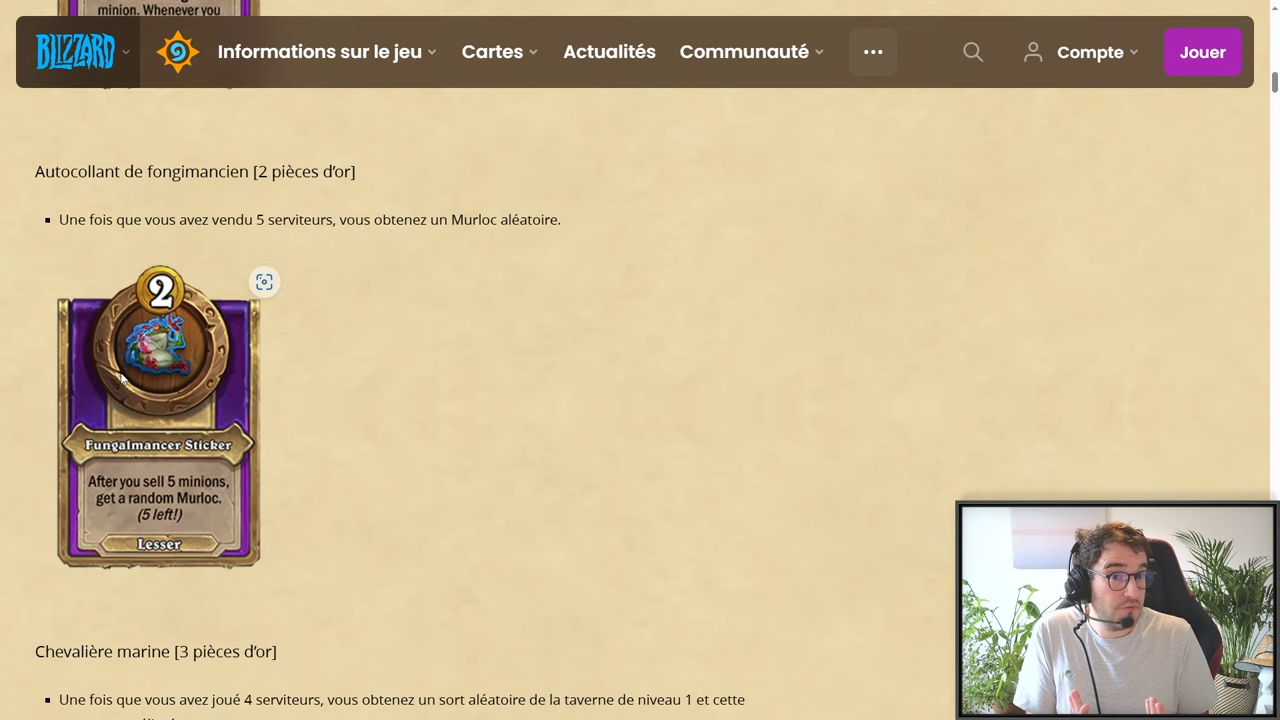 minion. Whenever you
BLIZZARD
Informations sur le jeu
Cartes
Actualités
Communauté
Compte
Jouer
Autocollant de fongimancien [2 pièces d'or]
Une fois que vous avez vendu 5 serviteurs, vous obtenez un Murloc aléatoire.
2
Fungalmancer Sticker
After you sell 5 minions,
get a random Murloc.
(5 left!)
Lesser
Chevalière marine [3 pièces d'or]
Une fois que vous avez joué 4 serviteurs, vous obtenez un sort aléatoire de la taverne de niveau 1 et cette